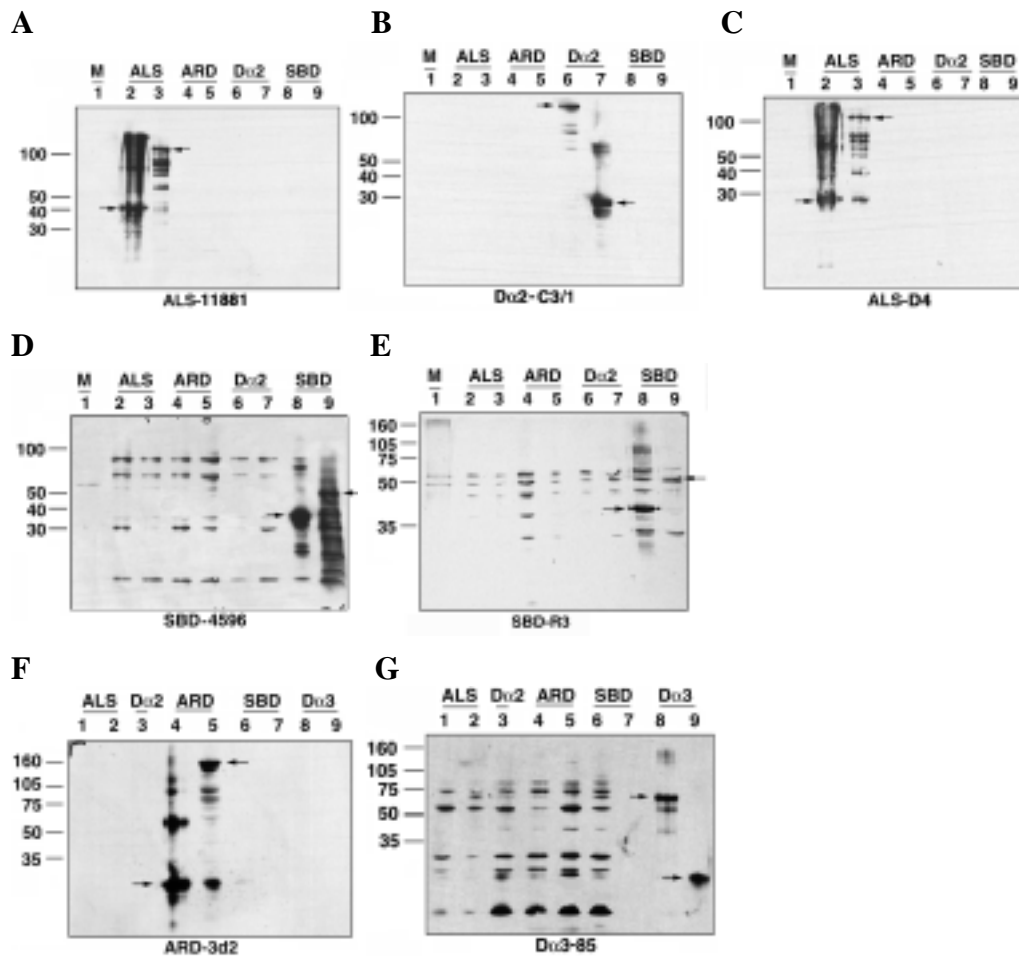 A
M ALS ARD Dα2 SBD
1 2 3 4 5 6 7 8 9
100
50
40
30
ALS-11881
B
M ALS ARD Dα2 SBD
1 2 3 4 5 6 7 8 9
100
50
40
30
Dα2-C3/1
C
M ALS ARD Dα2 SBD
1 2 3 4 5 6 7 8 9
100
50
40
30
ALS-D4
D
M ALS ARD Dα2 SBD
1 2 3 4 5 6 7 8 9
100
50
40
30
SBD-4596
E
M ALS ARD Dα2 SBD
1 2 3 4 5 6 7 8 9
160
105
75
50
35
SBD-R3
F
ALS Dα2 ARD SBD Dα3
1 2 3 4 5 6 7 8 9
160
105
75
50
35
ARD-3d2
G
ALS Dα2 ARD SBD Dα3
1 2 3 4 5 6 7 8 9
160
105
75
50
35
Dα3-85